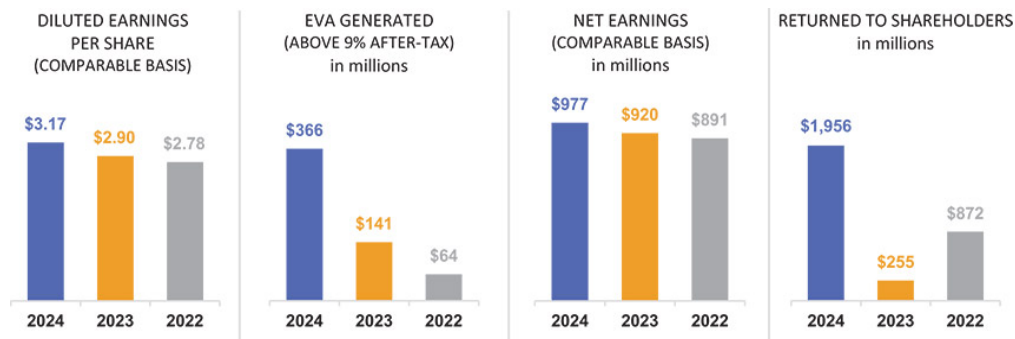 DILUTED EARNINGS
PER SHARE
(COMPARABLE BASIS)
$3.17
$2.90
$2.78
2024
2023
2022
EVA GENERATED
(ABOVE 9% AFTER-TAX)
in millions
$366
$141
$64
2024
2023
2022
NET EARNINGS
(COMPARABLE BASIS)
in millions
$977
$920
$891
2024
2023
2022
RETURNED TO SHAREHOLDERS
in millions
$1,956
$255
$872
2024
2023
2022